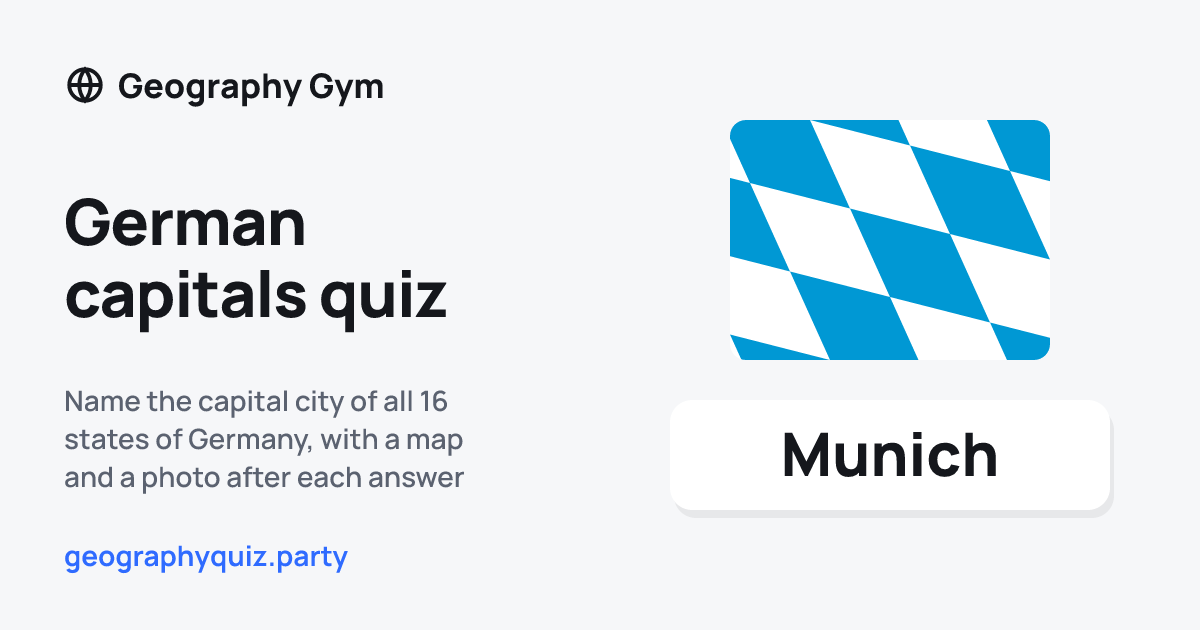 Geography Gym
German
capitals quiz
Name the capital city of all 16
states of Germany, with a map
and a photo after each answer
geographyquiz.party
Munich